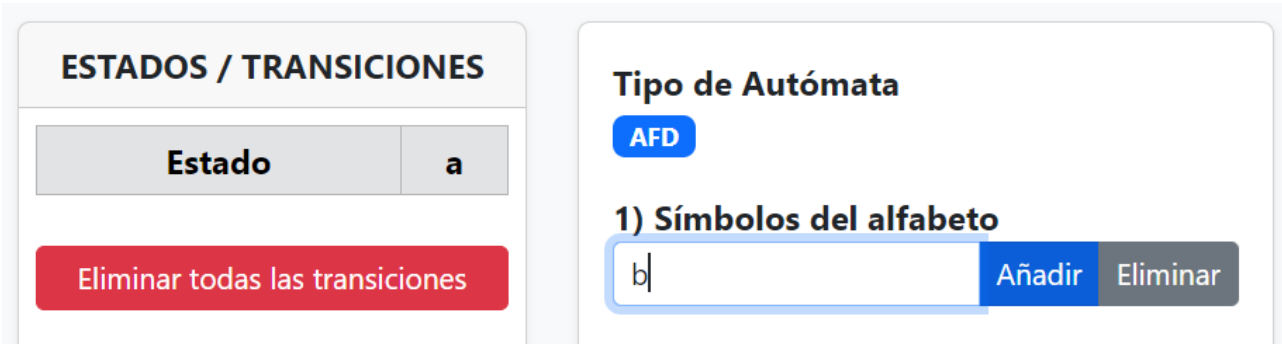 ESTADOS / TRANSICIONES
Estado a
Eliminar todas las transiciones
Tipo de Autómata
AFD
1) Símbolos del alfabeto
b Añadir Eliminar